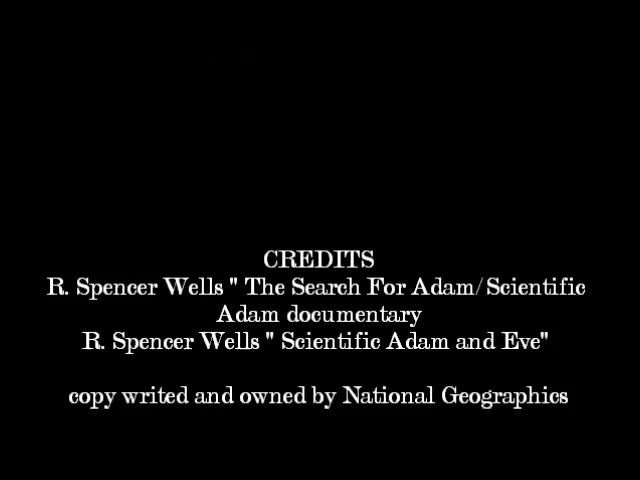 CREDITS
R. Spencer Wells " The Search For Adam/Scientific
Adam documentary
R. Spencer Wells " Scientific Adam and Eve"
copy writed and owned by National Geographics